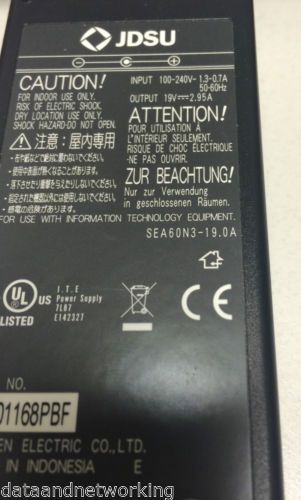 JDSU
CAUTION!
FOR INDOOR USE ONLY.
RISK OF ELECTRIC SHOCK.
DRY LOCATION USE ONLY.
SHOCK HAZARD-DO NOT OPEN.
INPUT 100-240V~1.3-0.7A
50-60Hz
OUTPUT 19V⎓2.95A
ATTENTION!
POUR UTILISATION À
L'INTÉRIEUR SEULEMENT.
RISQUE DE CHOC ÉLECTRIQUE
-NE PAS OUVRIR.
注意:屋内専用
ZUR BEACHTUNG!
Nur zur Verwendung
in geschlossenen Räumen.
FOR USE WITH INFORMATION TECHNOLOGY EQUIPMENT.
SEA60N3-19.0A
UL US
LISTED
I.T.E
Power Supply
7L87
E142327
CE
NO.
01168PBF
EN ELECTRIC CO.,LTD.
IN INDONESIA E
dataandnetworking